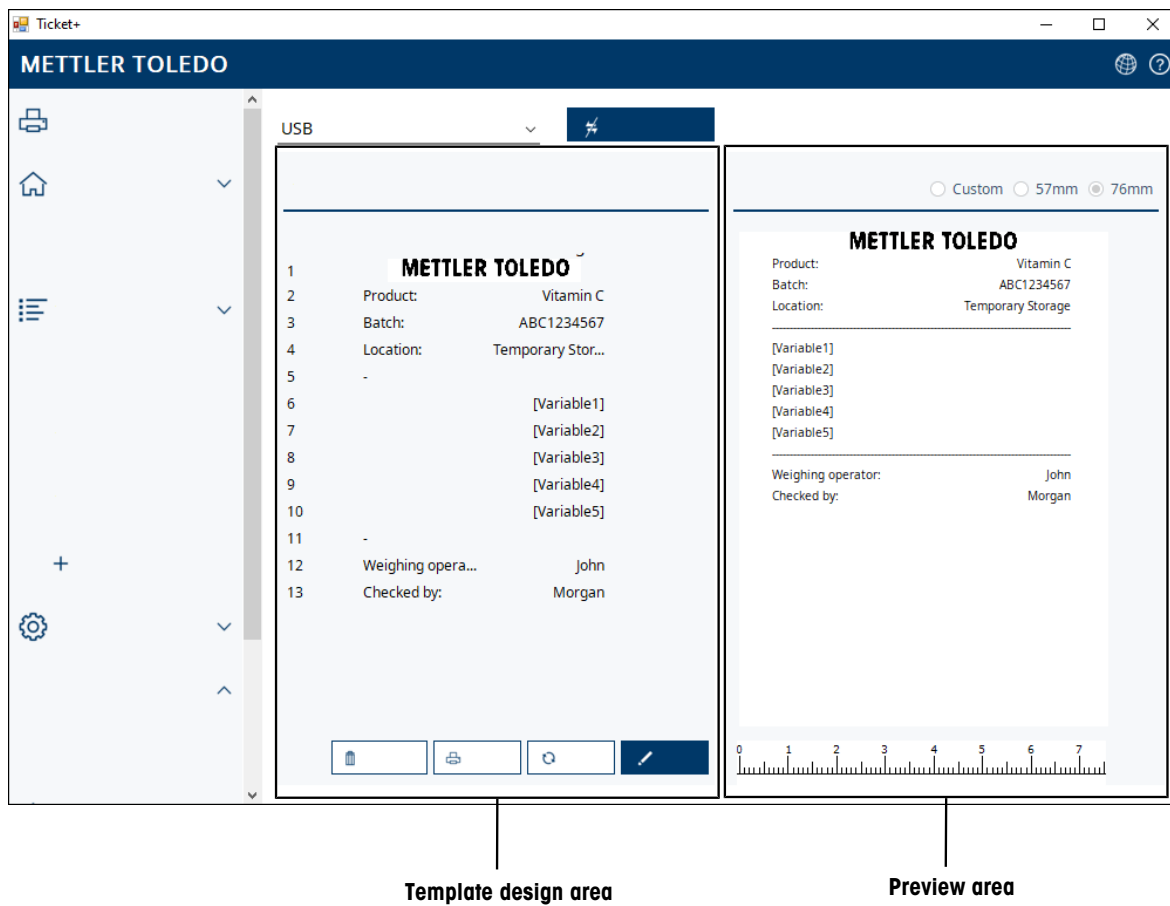 Ticket+
METTLER TOLEDO
USB
Custom 57mm 76mm
1 METTLER TOLEDO
2 Product: Vitamin C
3 Batch: ABC1234567
4 Location: Temporary Stor...
5 -
6 [Variable1]
7 [Variable2]
8 [Variable3]
9 [Variable4]
10 [Variable5]
11 -
12 Weighing opera... John
13 Checked by: Morgan
METTLER TOLEDO
Product: Vitamin C
Batch: ABC1234567
Location: Temporary Storage
[Variable1]
[Variable2]
[Variable3]
[Variable4]
[Variable5]
Weighing operator: John
Checked by: Morgan
0 1 2 3 4 5 6 7
Template design area
Preview area